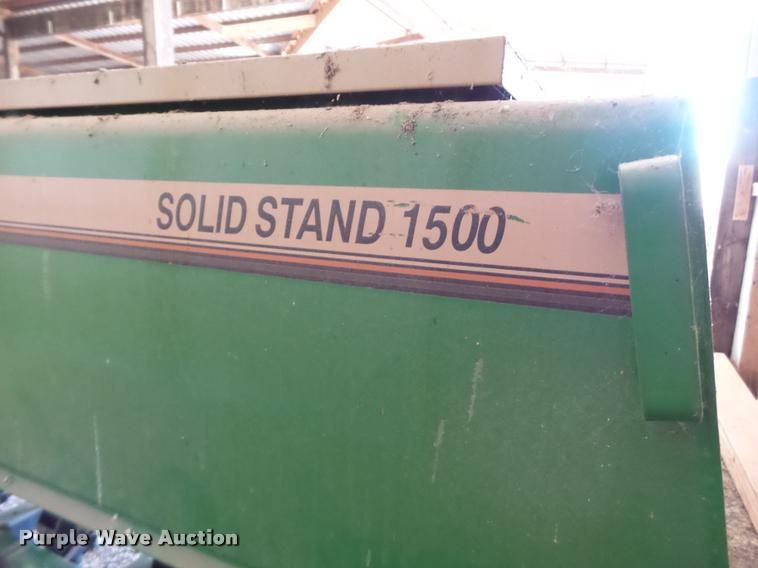 SOLID STAND 1500
Purple Wave Auction